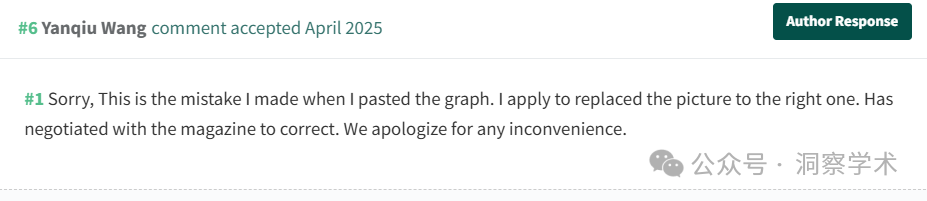 #6 Yanqiu Wang comment accepted April 2025
Author Response
#1 Sorry, This is the mistake I made when I pasted the graph. I apply to replaced the picture to the right one. Has
negotiated with the magazine to correct. We apologize for any inconvenience.
公众号 · 洞察学术